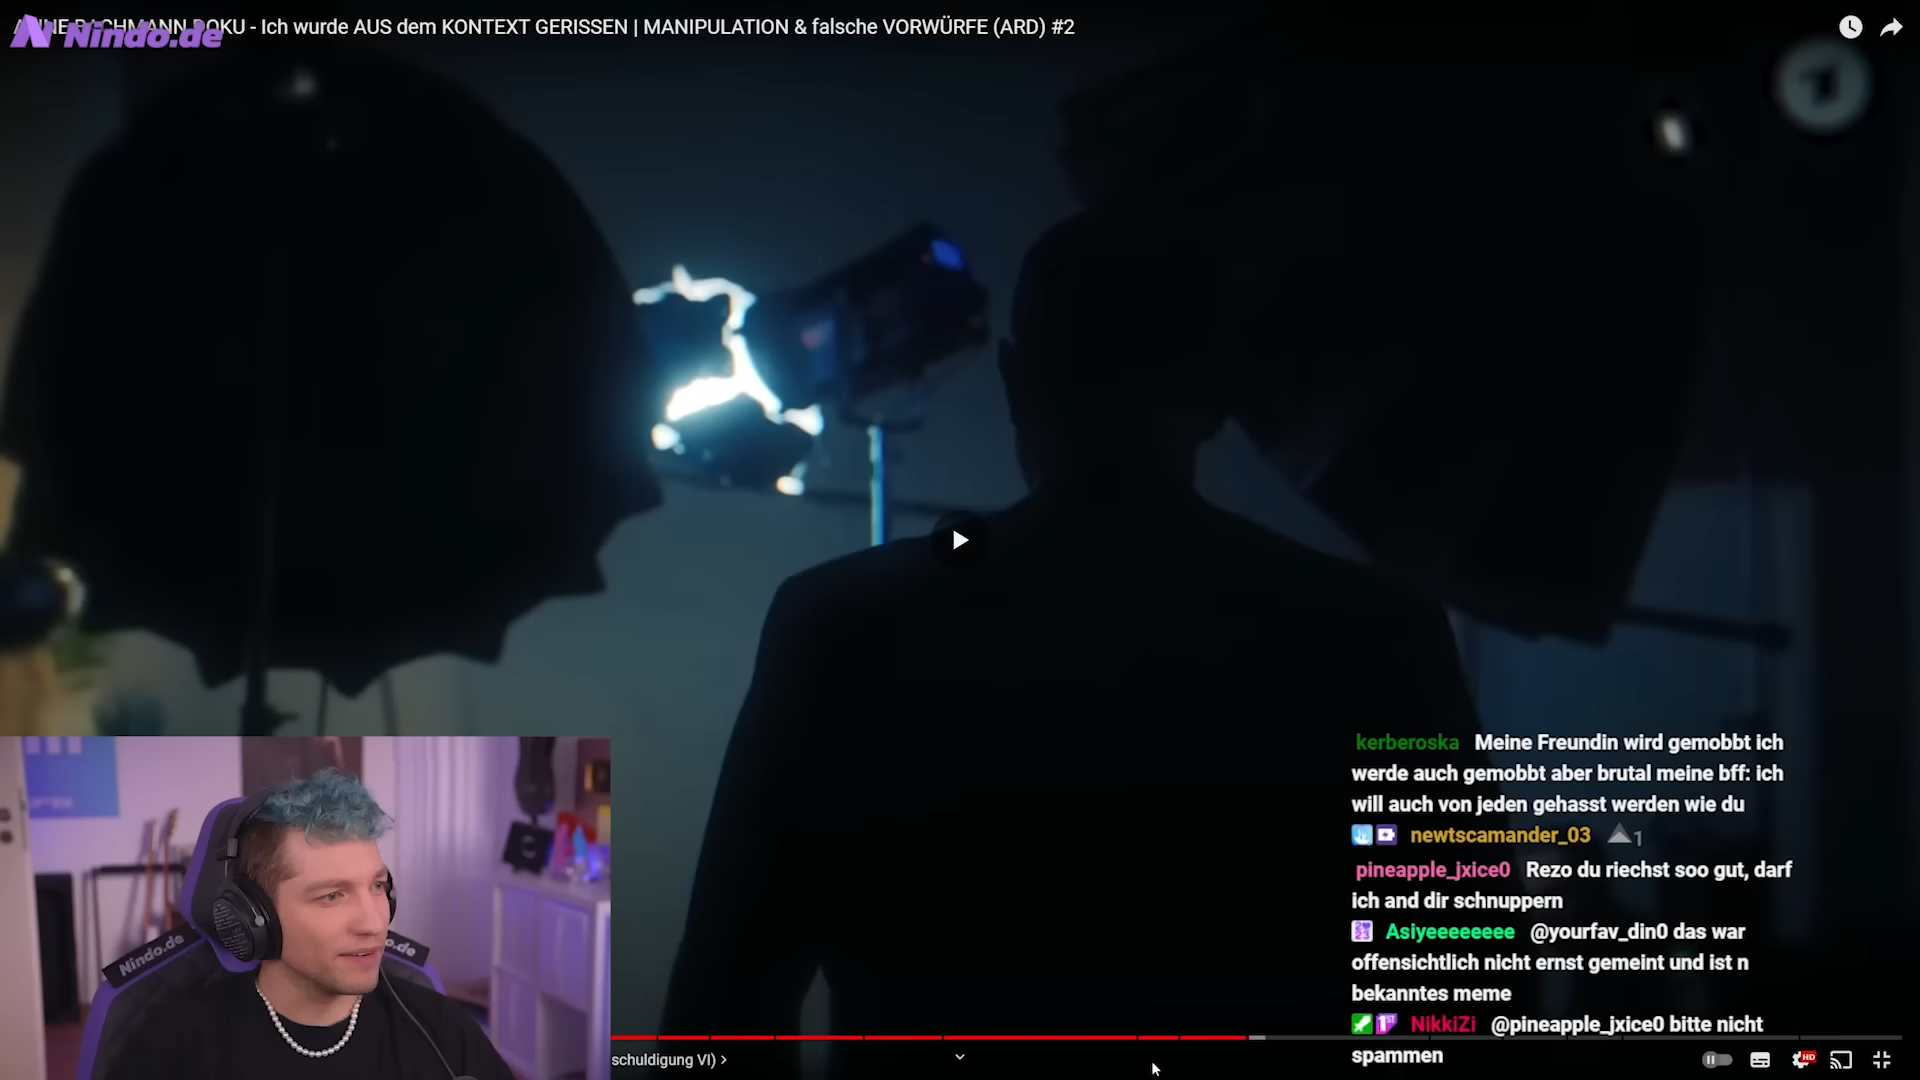 DOKU - Ich wurde AUS dem KONTEXT GERISSEN | MANIPULATION & falsche VORWÜRFE (ARD) #2
Nindo.de
kerberoska Meine Freundin wird gemobbt ich
werde auch gemobbt aber brutal meine bff: ich
will auch von jeden gehasst werden wie du
newtscamander_03 1
pineapple_jxice0 Rezo du riechst soo gut, darf
ich and dir schnuppern
Asiyeeeeeeee @yourfav_din0 das war
offensichtlich nicht ernst gemeint und ist n
bekanntes meme
NikkiZi @pineapple_jxice0 bitte nicht
spammen
Nindo.de
o.de
schuldigung VI) >
HD